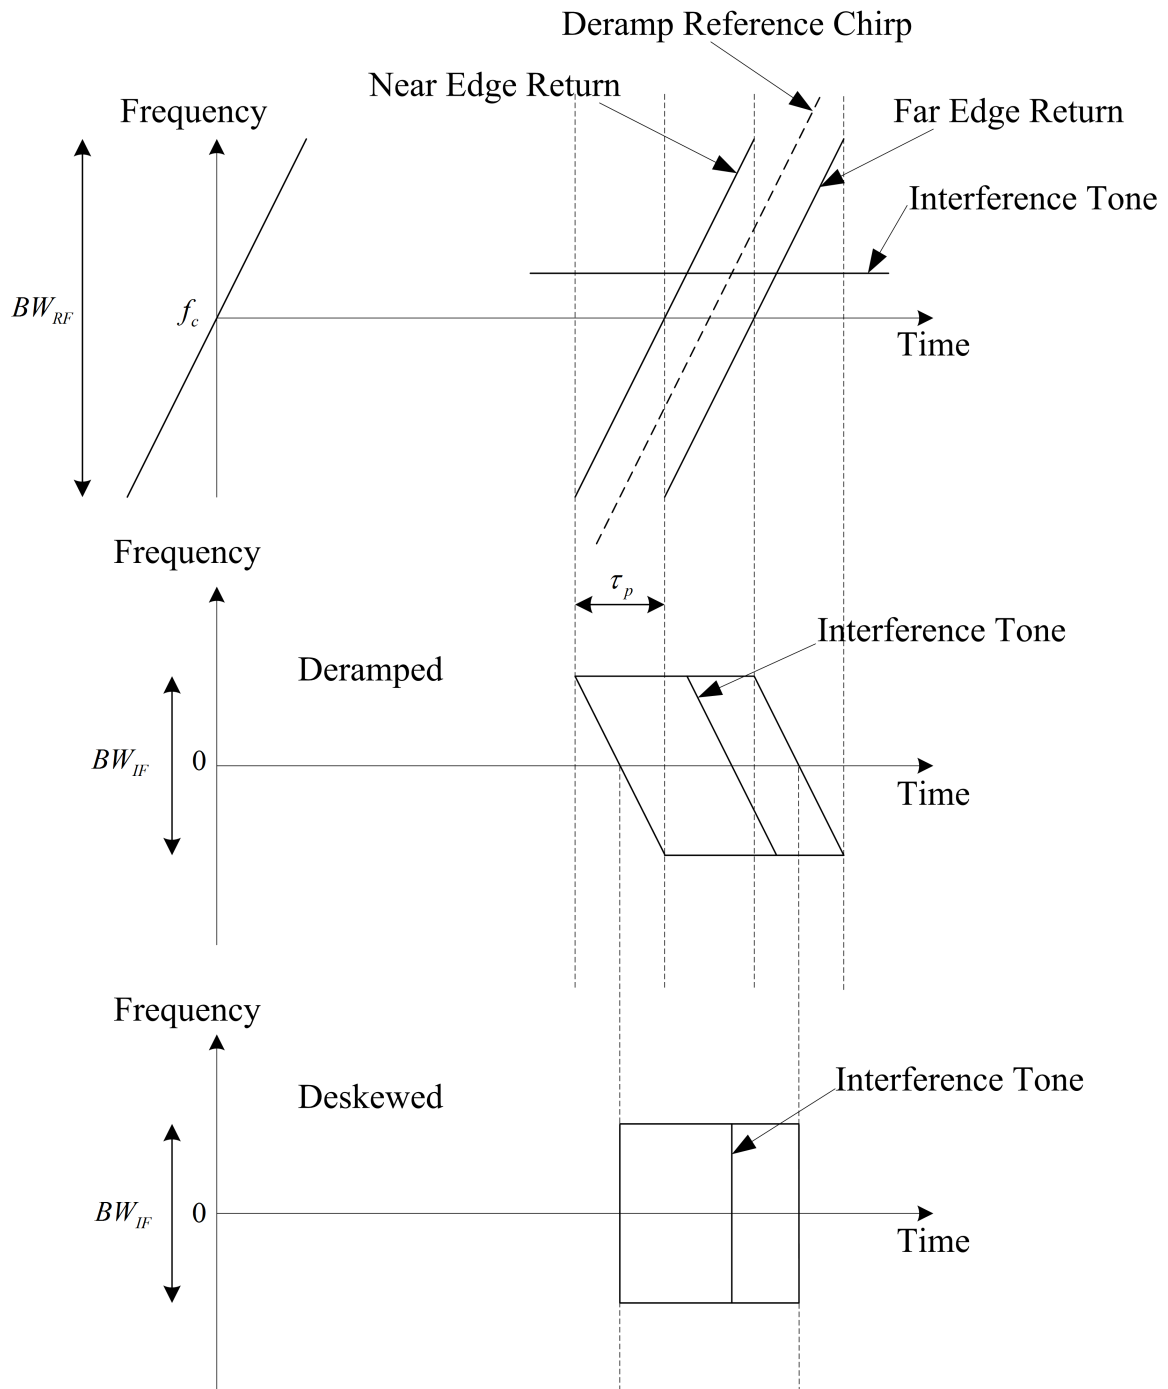 Deramp Reference Chirp
Near Edge Return
Frequency
Far Edge Return
Interference Tone
BW_RF
f_c
Time
Frequency
τ_p
Interference Tone
Deramped
BW_IF
0
Time
Frequency
Interference Tone
Deskewed
BW_IF
0
Time